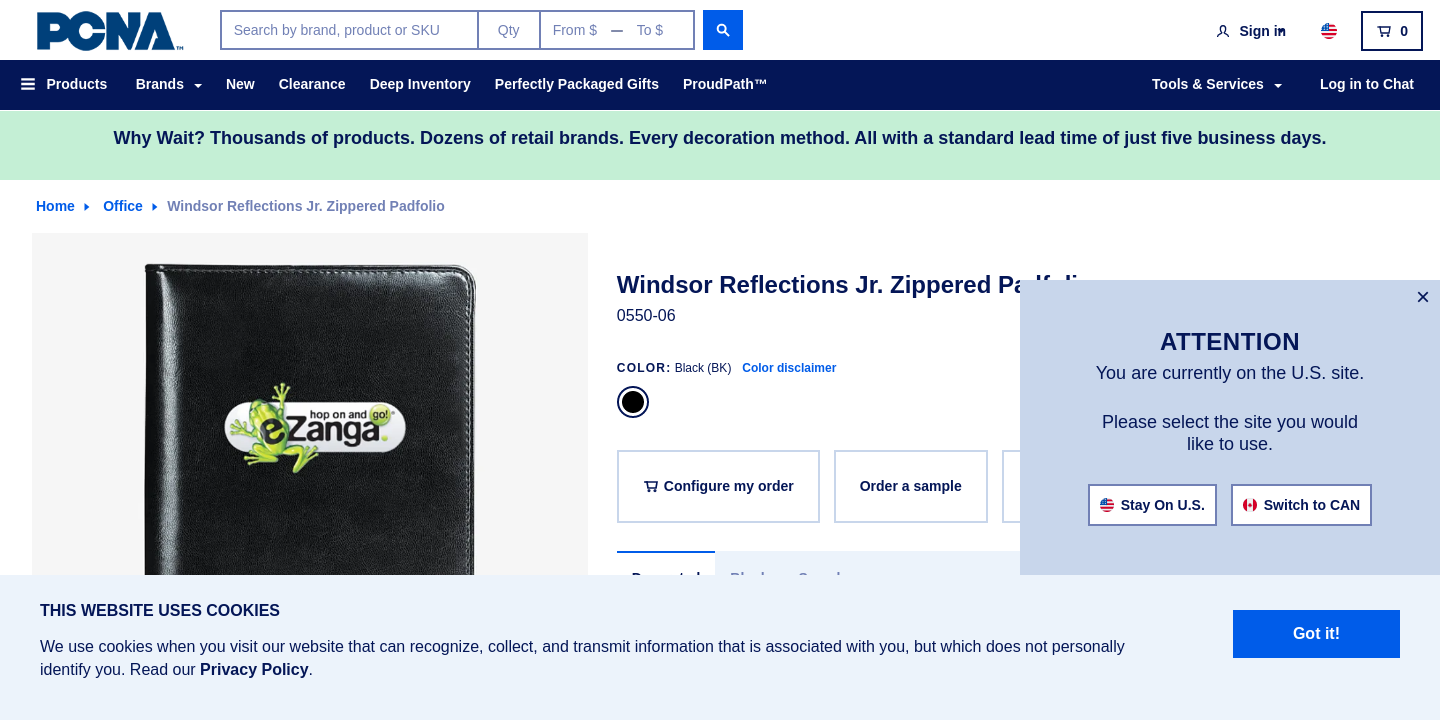 PCNA™
Search by brand, product or SKU
Qty
From $ — To $
Sign in
0
Products
Brands
New
Clearance
Deep Inventory
Perfectly Packaged Gifts
ProudPath™
Tools & Services
Log in to Chat
Why Wait? Thousands of products. Dozens of retail brands. Every decoration method. All with a standard lead time of just five business days.
Home
Office
Windsor Reflections Jr. Zippered Padfolio
hop on and go!
eZanga
Windsor Reflections Jr. Zippered
0550-06
COLOR: Black (BK) Color disclaimer
Configure my order
Order a sample
×
ATTENTION
You are currently on the U.S. site.
Please select the site you would
like to use.
Stay On U.S.
Switch to CAN
THIS WEBSITE USES COOKIES
We use cookies when you visit our website that can recognize, collect, and transmit information that is associated with you, but which does not personally
identify you. Read our Privacy Policy.
Got it!